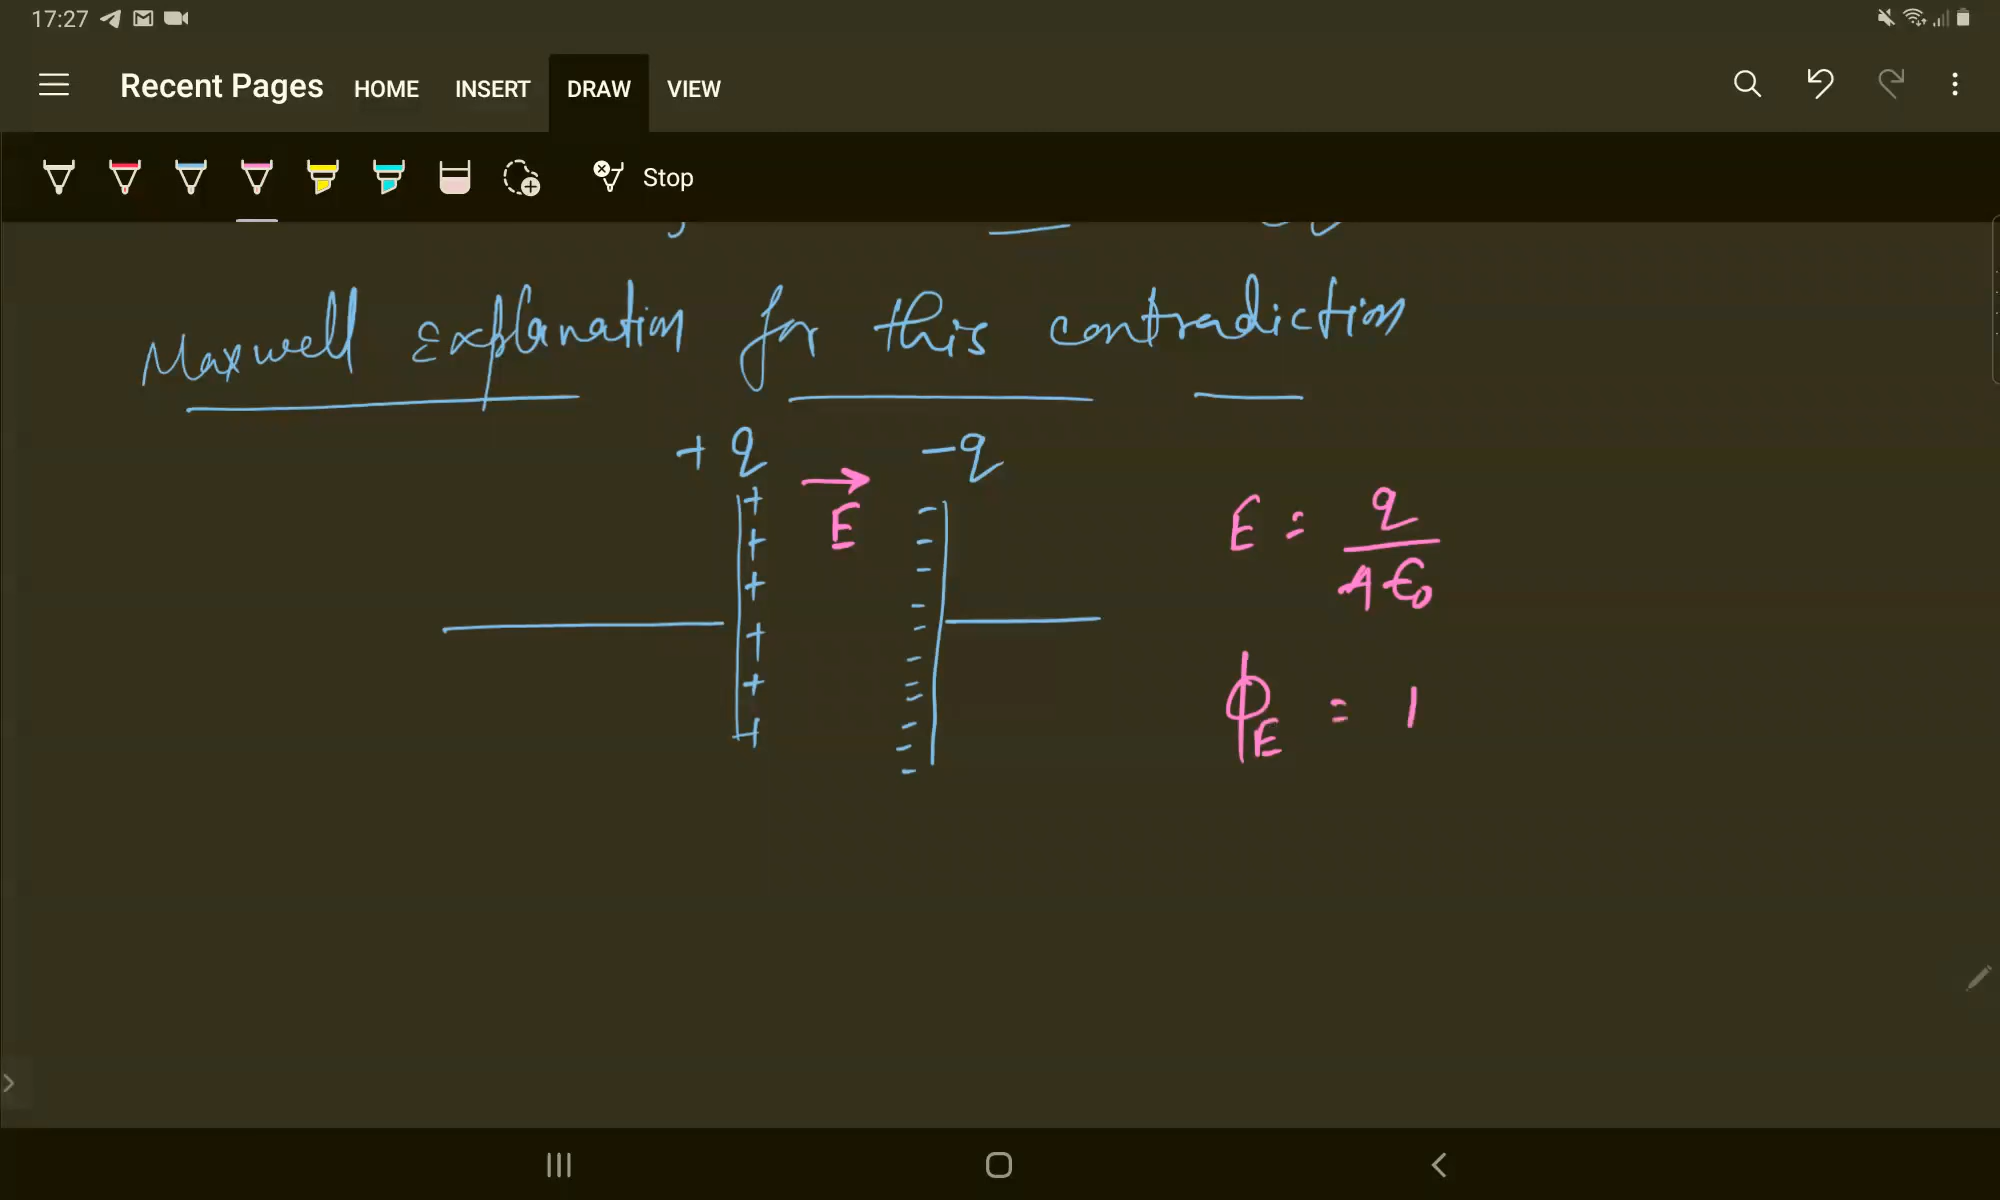 17:27
Recent Pages HOME INSERT DRAW VIEW
Stop
Maxwell explanation for this contradiction
+q -q
E
E = q / Aε₀
ϕE = 1